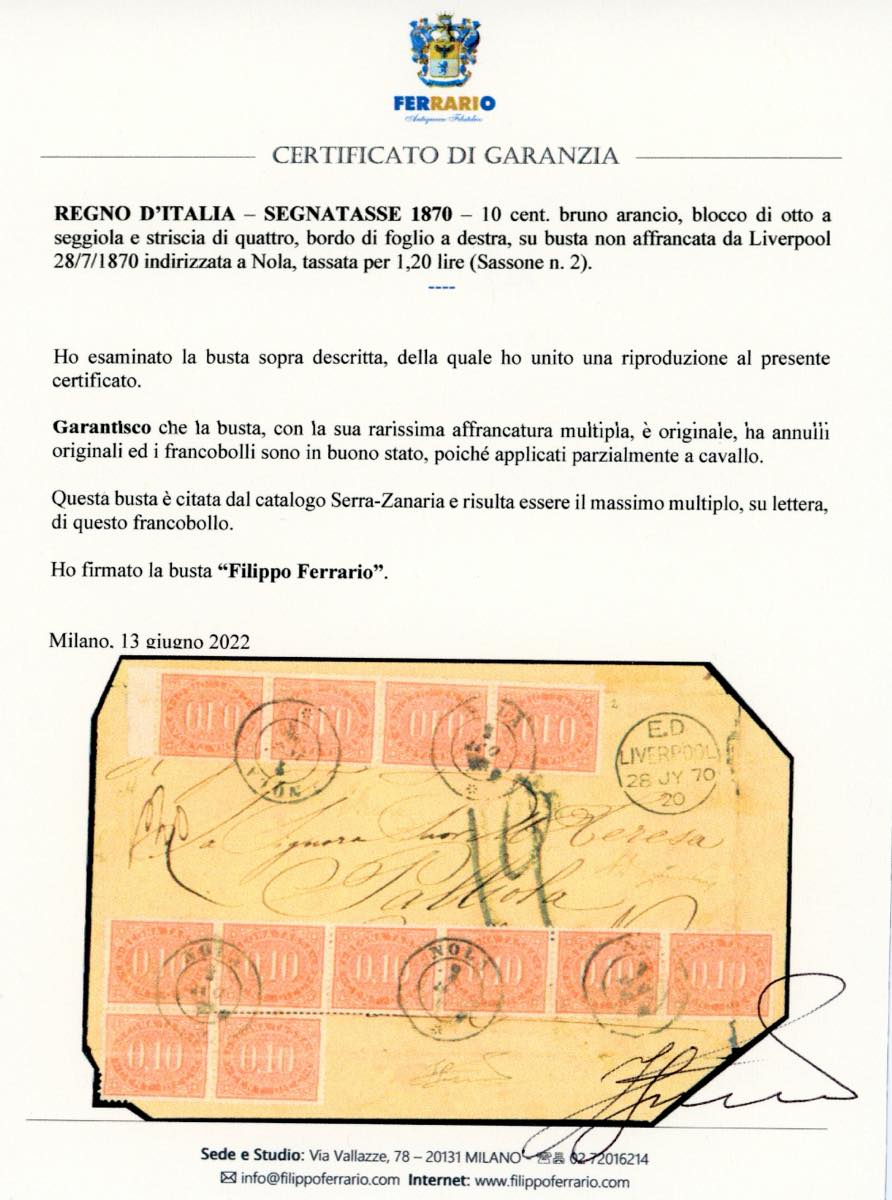 FERRARIO
Antiquariato Filatelico
CERTIFICATO DI GARANZIA
REGNO D'ITALIA – SEGNATASSE 1870 – 10 cent. bruno arancio, blocco di otto a
seggiola e striscia di quattro, bordo di foglio a destra, su busta non affrancata da Liverpool
28/7/1870 indirizzata a Nola, tassata per 1,20 lire (Sassone n. 2).
----
Ho esaminato la busta sopra descritta, della quale ho unito una riproduzione al presente
certificato.
Garantisco che la busta, con la sua rarissima affrancatura multipla, è originale, ha annulli
originali ed i francobolli sono in buono stato, poiché applicati parzialmente a cavallo.
Questa busta è citata dal catalogo Serra-Zanaria e risulta essere il massimo multiplo, su lettera,
di questo francobollo.
Ho firmato la busta “Filippo Ferrario”.
Milano, 13 giugno 2022
0.10 0.10 0.10 0.10
NOLA
E.D
LIVERPOOL
28 JY 70
20
La Signora Suor Teresa
0.10 0.10 0.10 0.10 0.10 0.10
NOLA NOLA
0.10 0.10
Sede e Studio: Via Vallazze, 78 – 20131 MILANO - ☏ 02 72016214
✉ info@filippoferrario.com Internet: www.filippoferrario.com